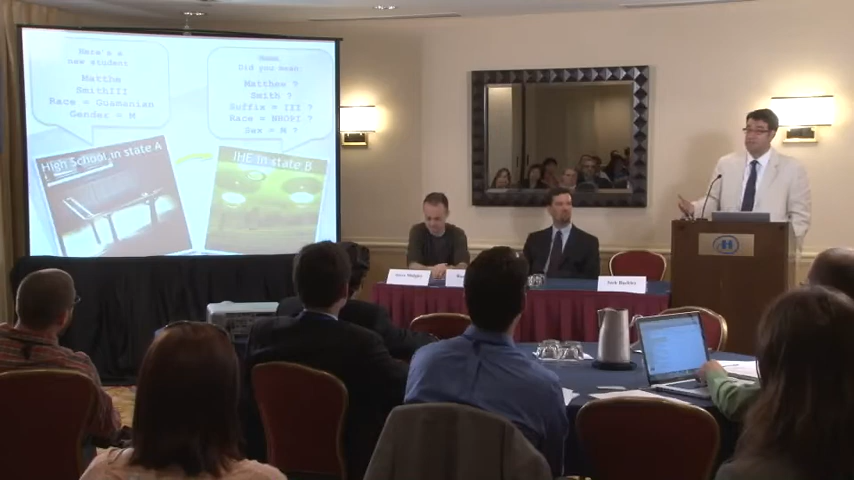 Here's a
new student
Matthe
SmithIII
Race = Guamanian
Gender = M
High School in state A
Did you mean:
Matthew ?
Smith ?
Suffix = III ?
Race = NHOPI ?
Sex = M ?
IHE in state B